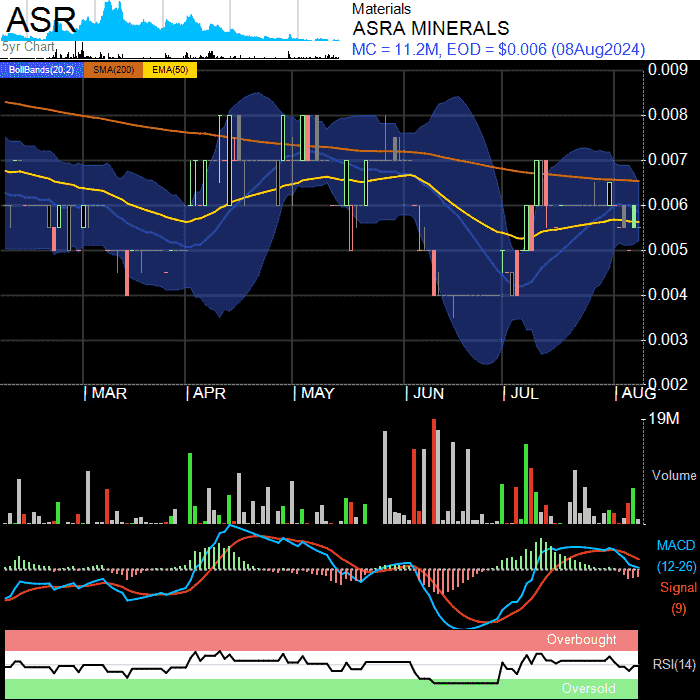 ASR
5yr Chart
Materials
ASRA MINERALS
MC = 11.2M, EOD = $0.006 (08Aug2024)
BollBands(20,2) SMA(200) EMA(50)
0.009
0.008
0.007
0.006
0.005
0.004
0.003
0.002
MAR APR MAY JUN JUL AUG
19M
Volume
MACD
(12-26)
Signal
(9)
Overbought
RSI(14)
Oversold